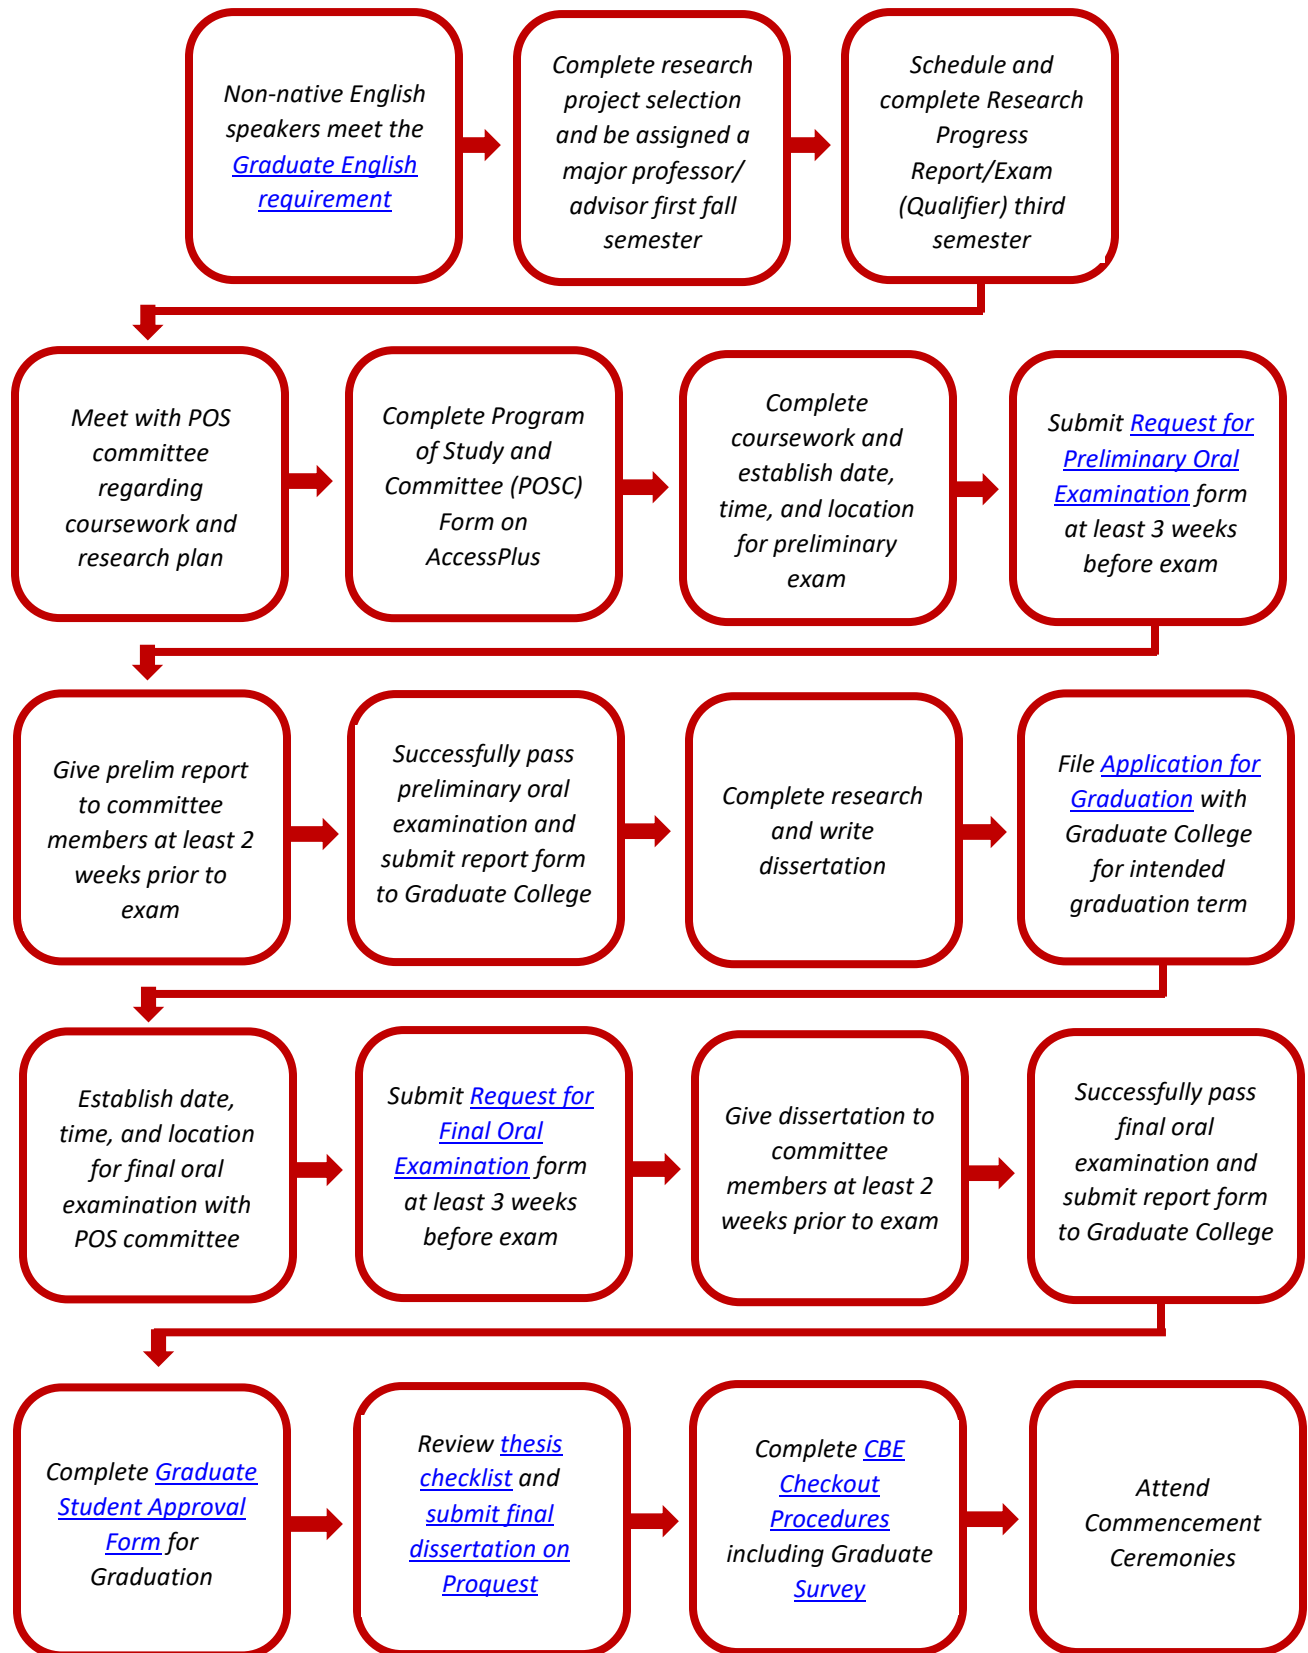 Non-native English
speakers meet the
Graduate English
requirement
Complete research
project selection
and be assigned a
major professor/
advisor first fall
semester
Schedule and
complete Research
Progress
Report/Exam
(Qualifier) third
semester
Meet with POS
committee
regarding
coursework and
research plan
Complete Program
of Study and
Committee (POSC)
Form on
AccessPlus
Complete
coursework and
establish date,
time, and location
for preliminary
exam
Submit Request for
Preliminary Oral
Examination form
at least 3 weeks
before exam
Give prelim report
to committee
members at least 2
weeks prior to
exam
Successfully pass
preliminary oral
examination and
submit report form
to Graduate College
Complete research
and write
dissertation
File Application for
Graduation with
Graduate College
for intended
graduation term
Establish date,
time, and location
for final oral
examination with
POS committee
Submit Request for
Final Oral
Examination form
at least 3 weeks
before exam
Give dissertation to
committee
members at least 2
weeks prior to exam
Successfully pass
final oral
examination and
submit report form
to Graduate College
Complete Graduate
Student Approval
Form for
Graduation
Review thesis
checklist and
submit final
dissertation on
Proquest
Complete CBE
Checkout
Procedures
including Graduate
Survey
Attend
Commencement
Ceremonies